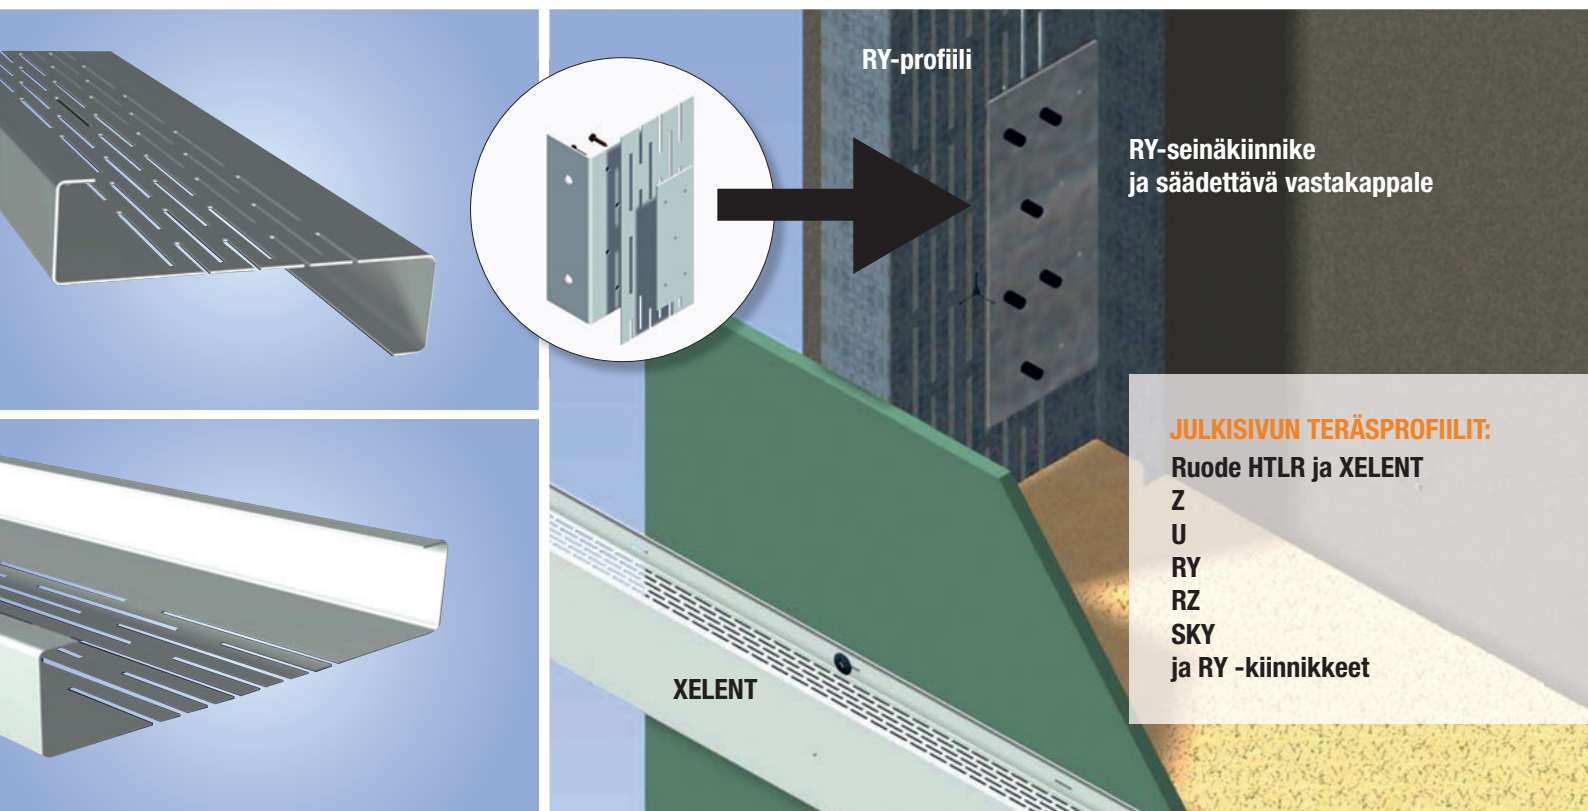 RY-profiili
RY-seinäkiinnike
ja säädettävä vastakappale
JULKISIVUN TERÄSPROFIILIT:
Ruode HTLR ja XELENT
Z
U
RY
RZ
SKY
ja RY -kiinnikkeet
XELENT